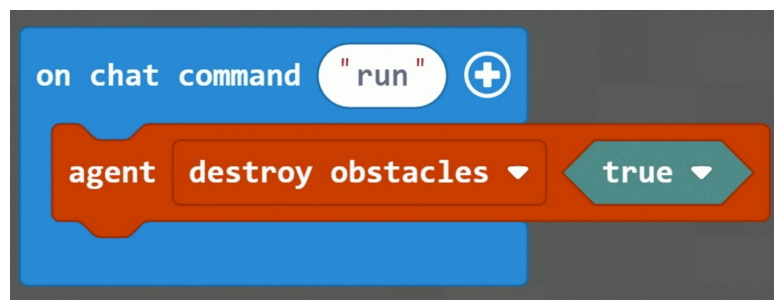 on chat command "run"
agent destroy obstacles true